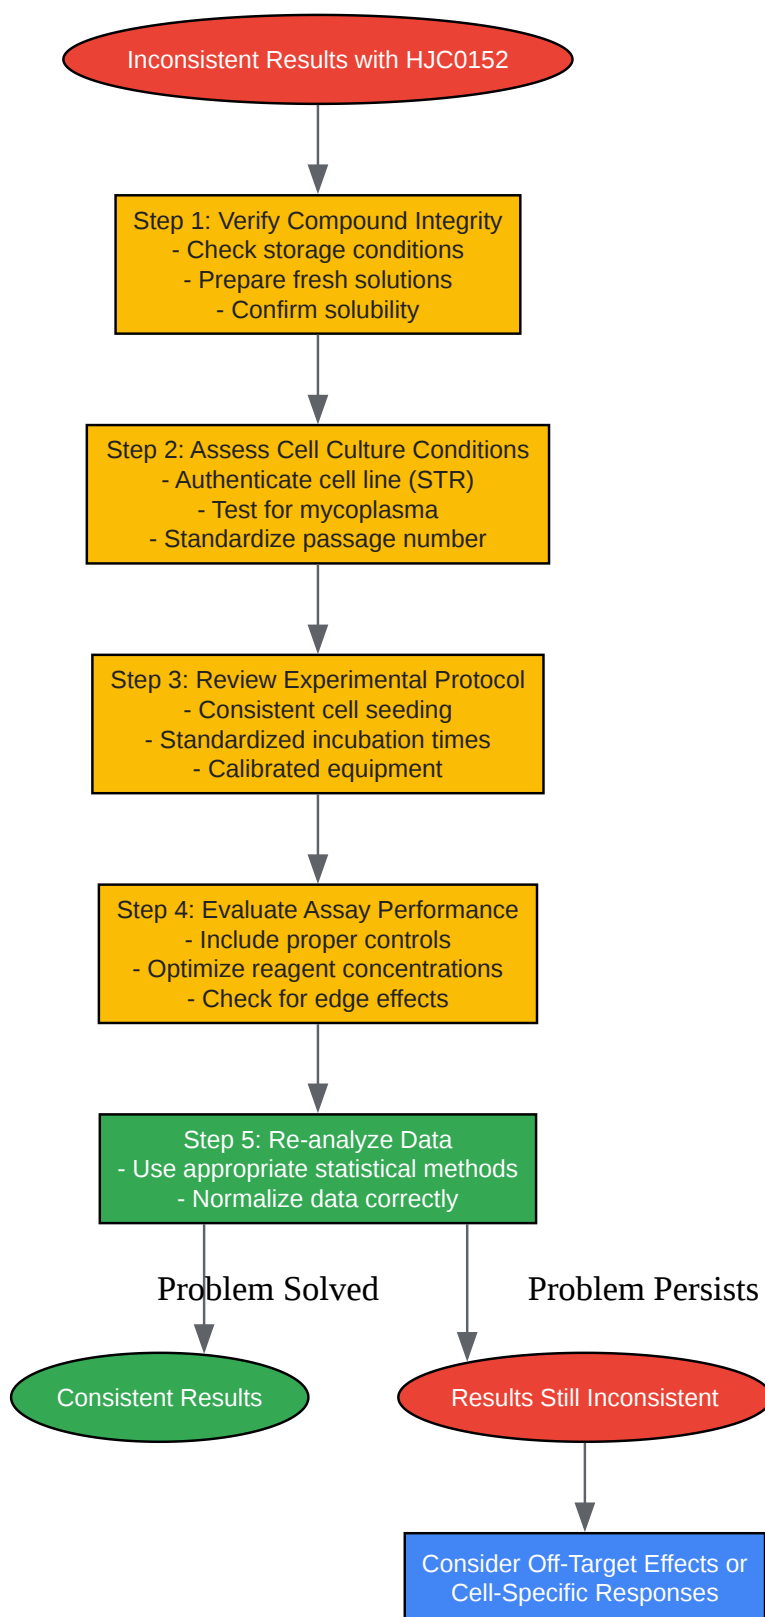 Inconsistent Results with HJC0152
Step 1: Verify Compound Integrity
- Check storage conditions
- Prepare fresh solutions
- Confirm solubility
Step 2: Assess Cell Culture Conditions
- Authenticate cell line (STR)
- Test for mycoplasma
- Standardize passage number
Step 3: Review Experimental Protocol
- Consistent cell seeding
- Standardized incubation times
- Calibrated equipment
Step 4: Evaluate Assay Performance
- Include proper controls
- Optimize reagent concentrations
- Check for edge effects
Step 5: Re-analyze Data
- Use appropriate statistical methods
- Normalize data correctly
Problem Solved
Problem Persists
Consistent Results
Results Still Inconsistent
Consider Off-Target Effects or
Cell-Specific Responses